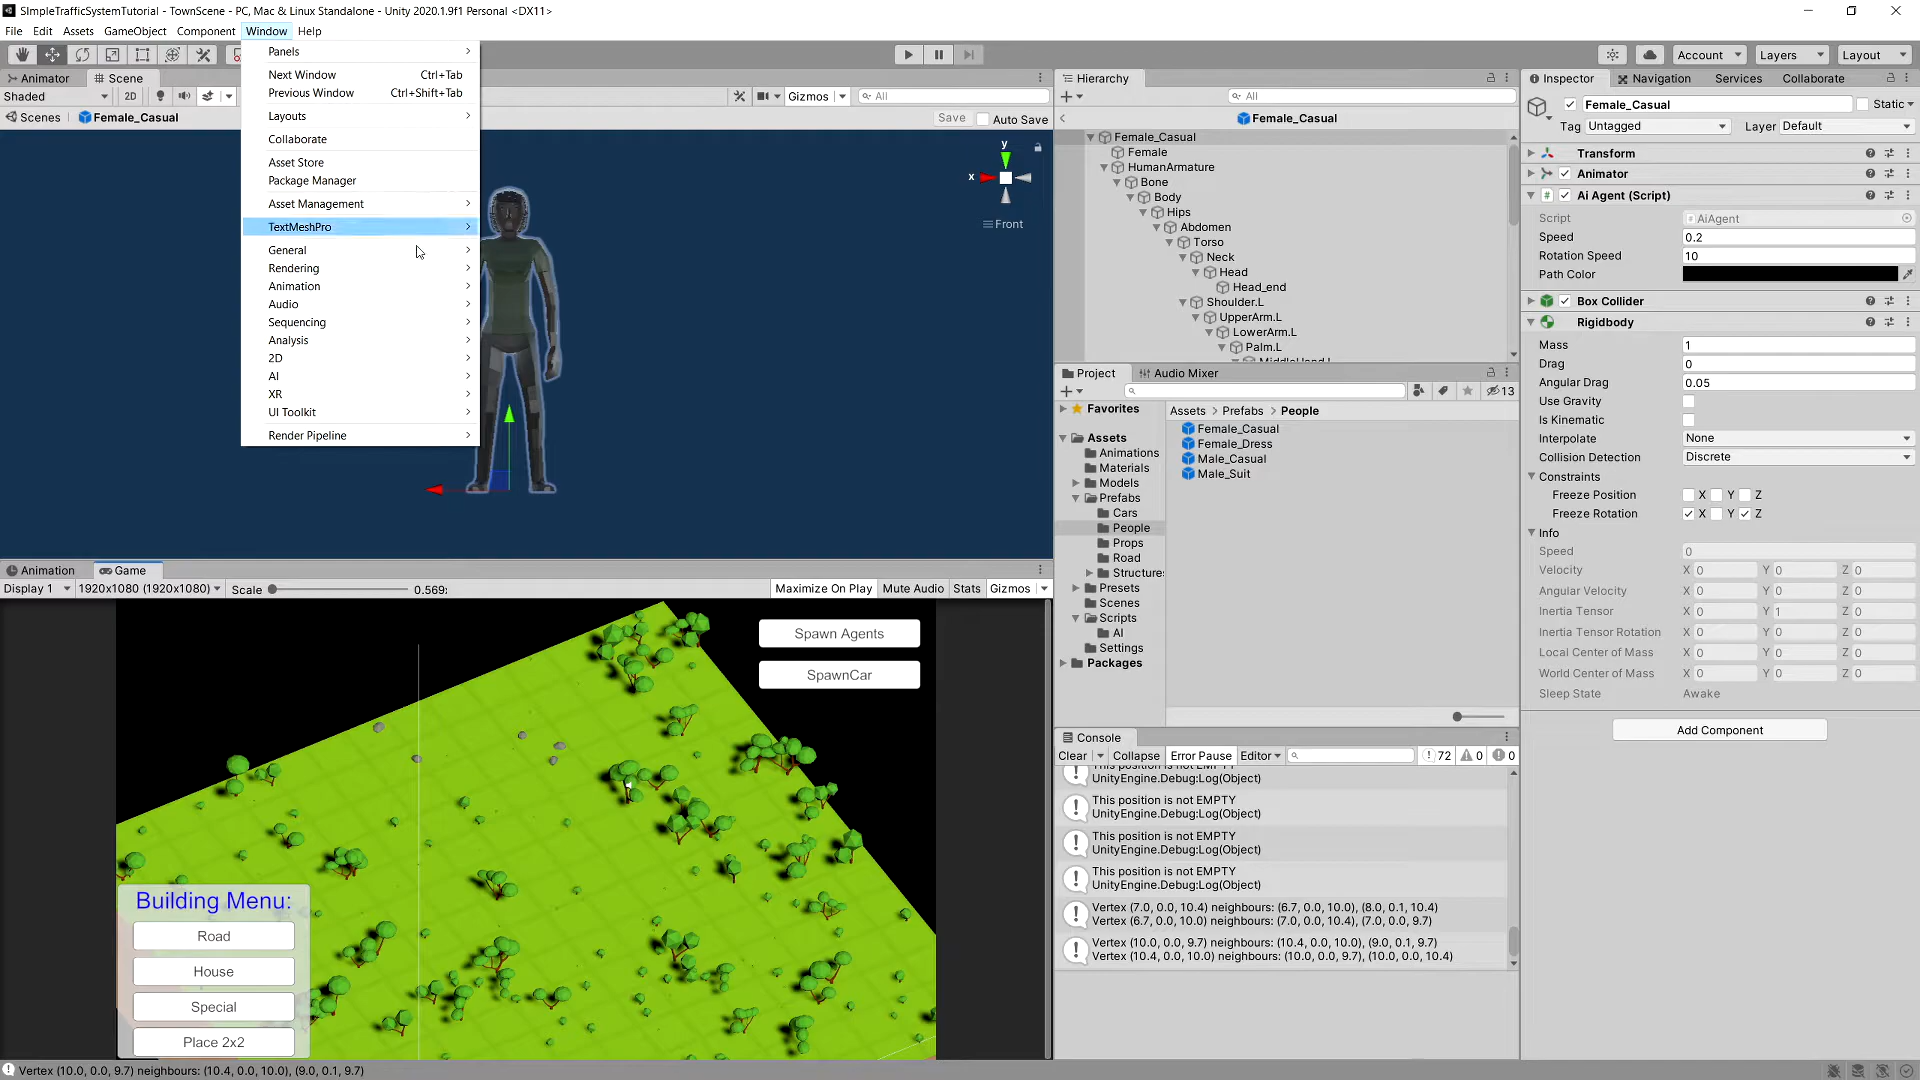 SImpleTrafficSystemTutorial - TownScene - PC, Mac & Linux Standalone - Unity 2020.1.9f1 Personal <DX11>
File Edit Assets GameObject Component Window Help
Account Layers Layout
Panels
Next Window Ctrl+Tab
Previous Window Ctrl+Shift+Tab
Layouts
Collaborate
Asset Store
Package Manager
Asset Management
TextMeshPro
General
Rendering
Animation
Audio
Sequencing
Analysis
2D
AI
XR
UI Toolkit
Render Pipeline
Animator Scene
Shaded 2D Gizmos All
Scenes Female_Casual Save Auto Save
y
x
Front
Animation Game
Display 1 1920x1080 (1920x1080) Scale 0.569: Maximize On Play Mute Audio Stats Gizmos
Spawn Agents
SpawnCar
Building Menu:
Road
House
Special
Place 2x2
Hierarchy
All
Female_Casual
Female_Casual
Female
HumanArmature
Bone
Body
Hips
Abdomen
Torso
Neck
Head
Head_end
Shoulder.L
UpperArm.L
LowerArm.L
Palm.L
MiddleHand.L
Project Audio Mixer
13
Favorites
Assets
Animations
Materials
Models
Prefabs
Cars
People
Props
Road
Structure
Presets
Scenes
Scripts
AI
Settings
Packages
Assets > Prefabs > People
Female_Casual
Female_Dress
Male_Casual
Male_Suit
Console
Clear Collapse Error Pause Editor 72 0 0
This position is not EMPTY
UnityEngine.Debug:Log(Object)
This position is not EMPTY
UnityEngine.Debug:Log(Object)
This position is not EMPTY
UnityEngine.Debug:Log(Object)
This position is not EMPTY
UnityEngine.Debug:Log(Object)
Vertex (7.0, 0.0, 10.4) neighbours: (6.7, 0.0, 10.0), (8.0, 0.1, 10.4)
Vertex (6.7, 0.0, 10.0) neighbours: (7.0, 0.0, 10.4), (7.0, 0.0, 9.7)
Vertex (10.0, 0.0, 9.7) neighbours: (10.4, 0.0, 10.0), (9.0, 0.1, 9.7)
Vertex (10.4, 0.0, 10.0) neighbours: (10.0, 0.0, 9.7), (10.0, 0.0, 10.4)
Inspector Navigation Services Collaborate
Female_Casual Static
Tag Untagged Layer Default
Transform
Animator
Ai Agent (Script)
Script AiAgent
Speed 0.2
Rotation Speed 10
Path Color
Box Collider
Rigidbody
Mass 1
Drag 0
Angular Drag 0.05
Use Gravity
Is Kinematic
Interpolate None
Collision Detection Discrete
Constraints
Freeze Position X Y Z
Freeze Rotation X Y Z
Info
Speed 0
Velocity X 0 Y 0 Z 0
Angular Velocity X 0 Y 0 Z 0
Inertia Tensor X 0 Y 1 Z 0
Inertia Tensor Rotation X 0 Y 0 Z 0
Local Center of Mass X 0 Y 0 Z 0
World Center of Mass X 0 Y 0 Z 0
Sleep State Awake
Add Component
Vertex (10.0, 0.0, 9.7) neighbours: (10.4, 0.0, 10.0), (9.0, 0.1, 9.7)